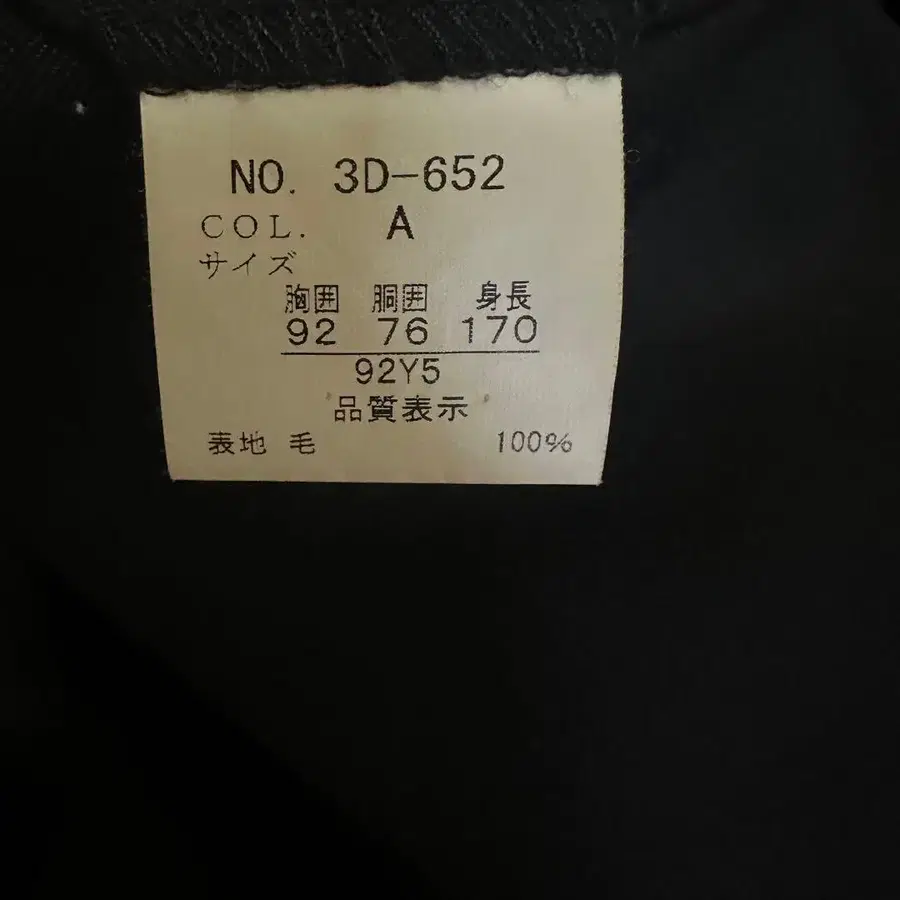 NO. 3D-652
COL. A
サイズ
胸囲 胴囲 身長
92 76 170
92Y5
品質表示
表地 毛 100%